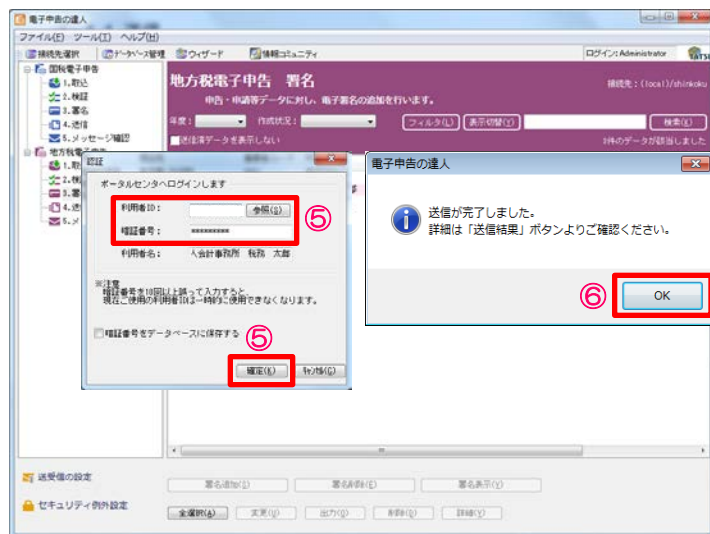 電子申告の達人
ファイル(F) ツール(T) ヘルプ(H)
接続先選択 データベース管理 ウィザード 情報コミュニティ ログイン: Administrator
国税電子申告
1.取込
2.検証
3.署名
4.送信
5.メッセージ確認
地方税電子申告
地方税電子申告 署名
接続先：(local)/shinkoku
申告・申請等データに対し、電子署名の追加を行います。
年度： 作成状況： フィルタ(L) 表示切替(Y) 検索(K)
送信済データを表示しない
3件のデータが該当しました
認証
ポータルセンタへログインします
利用者ID： 参照(S)
⑤
暗証番号： *********
利用者名： 人会計事務所 税務 太郎
※注意
暗証番号を10回以上誤って入力すると、
現在ご使用の利用者IDは一時的に使用できなくなります。
暗証番号をデータベースに保存する
⑤
確定(K) キャンセル(C)
電子申告の達人
送信が完了しました。
詳細は「送信結果」ボタンよりご確認ください。
⑥
OK
送受信の設定
署名追加(I) 署名削除(E) 署名表示(Y)
セキュリティ例外設定
全選択(A) 変更(U) 出力(O) 削除(D) 詳細(Y)